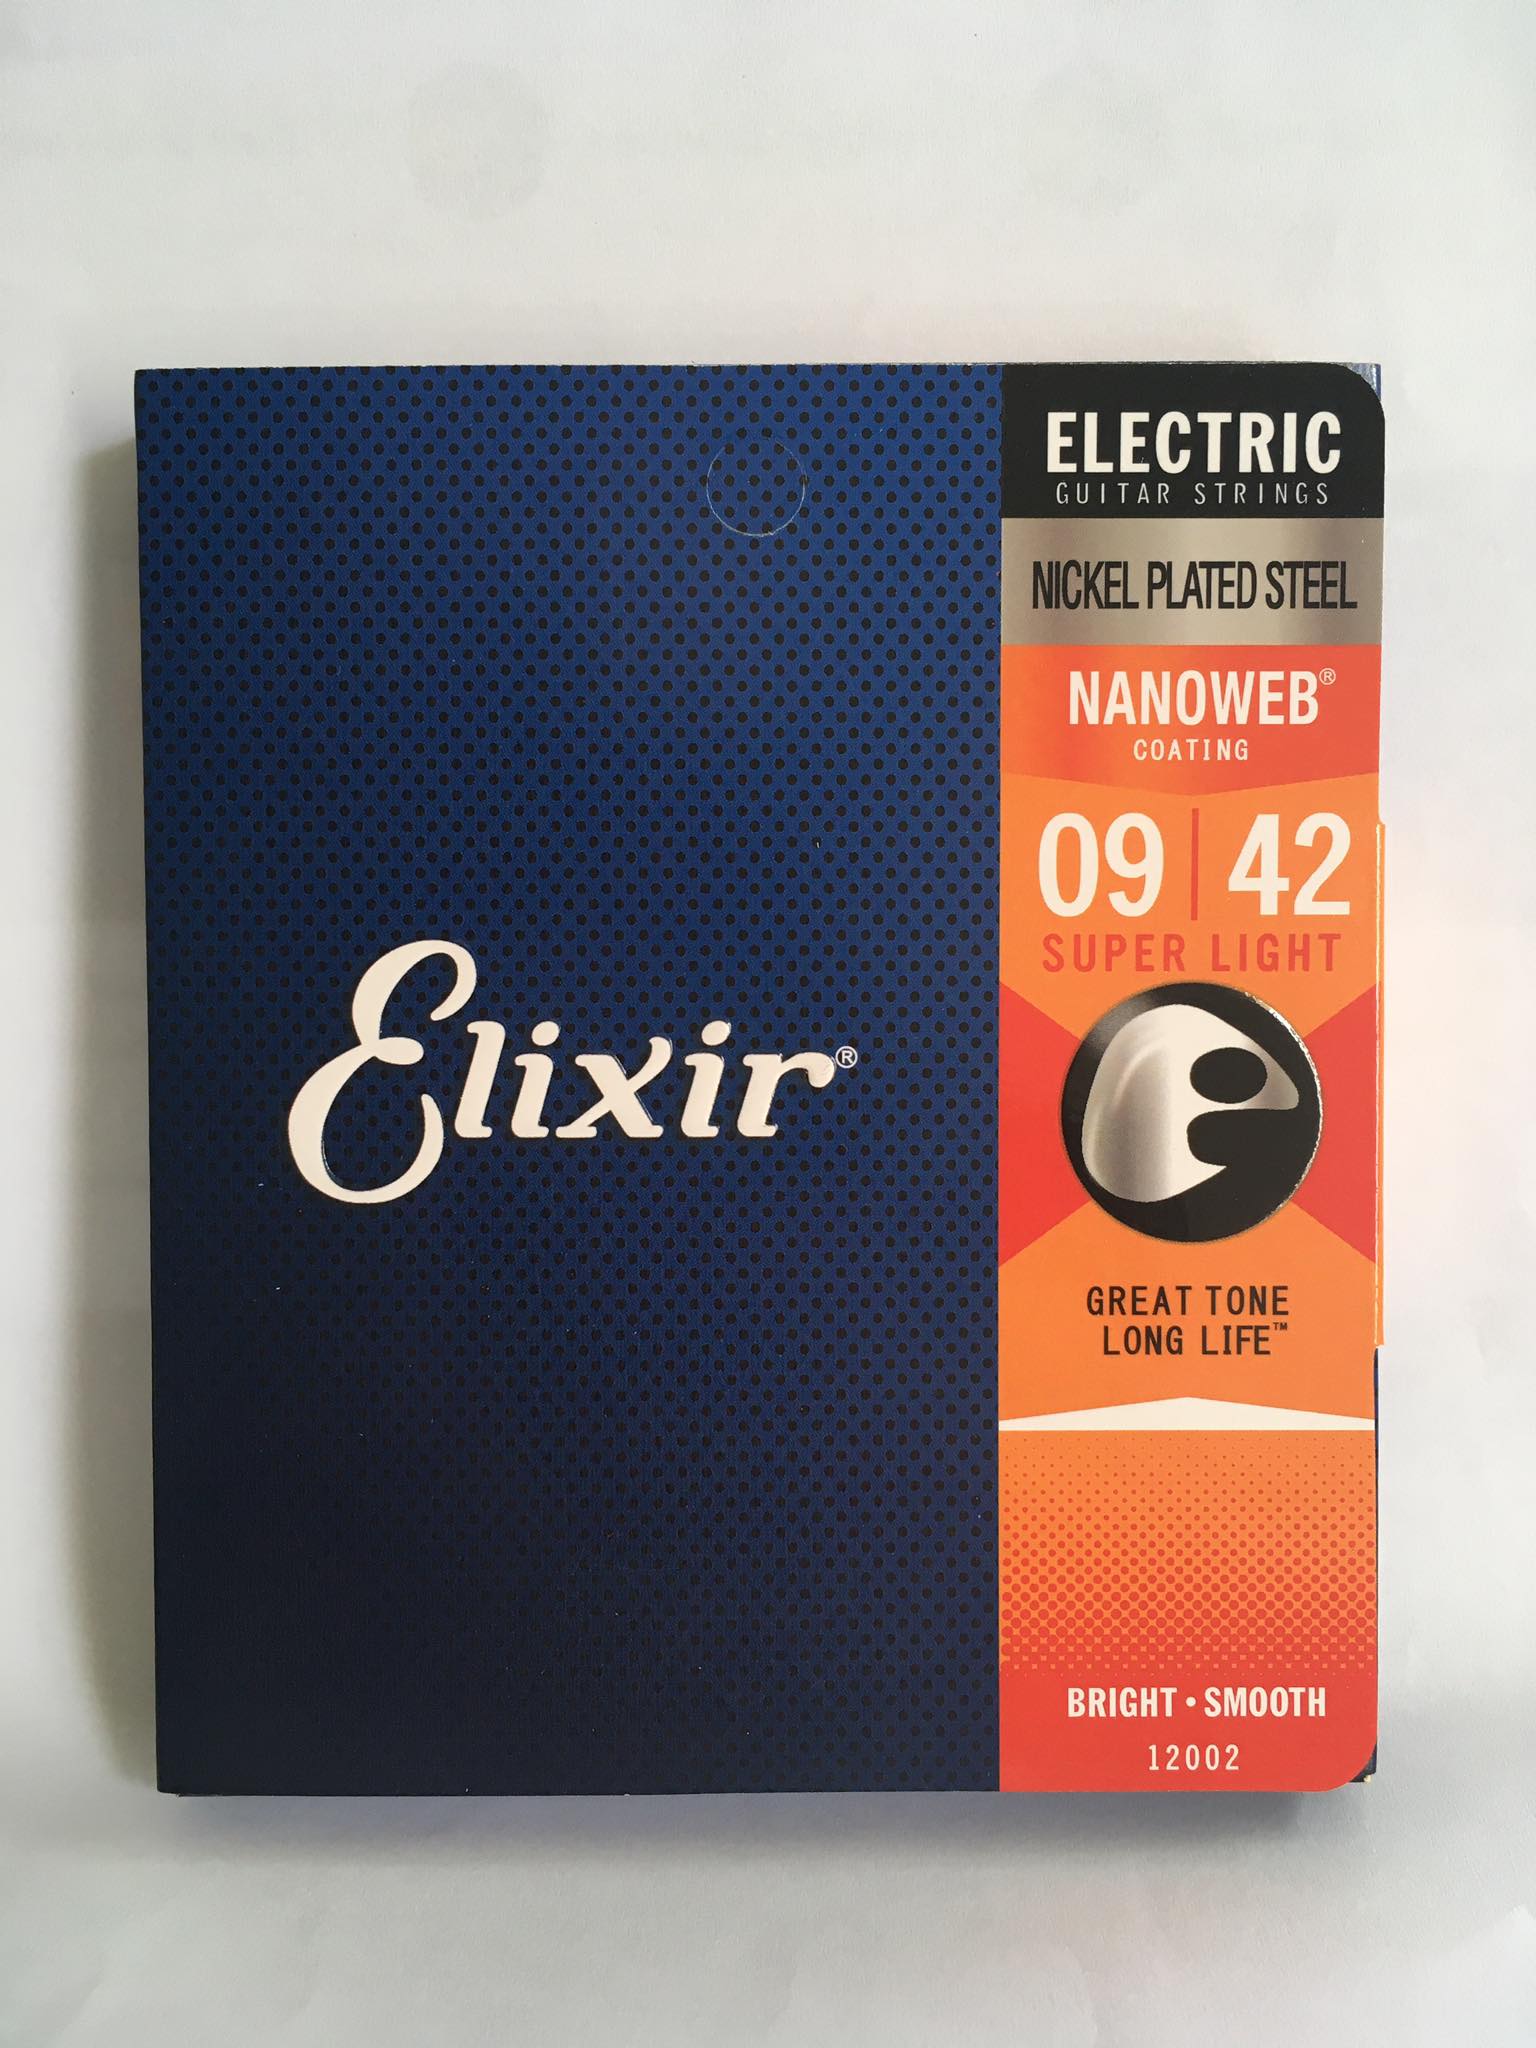 Elixir®
ELECTRIC
GUITAR STRINGS
NICKEL PLATED STEEL
NANOWEB®
COATING
09 | 42
SUPER LIGHT
GREAT TONE
LONG LIFE™
BRIGHT • SMOOTH
12002